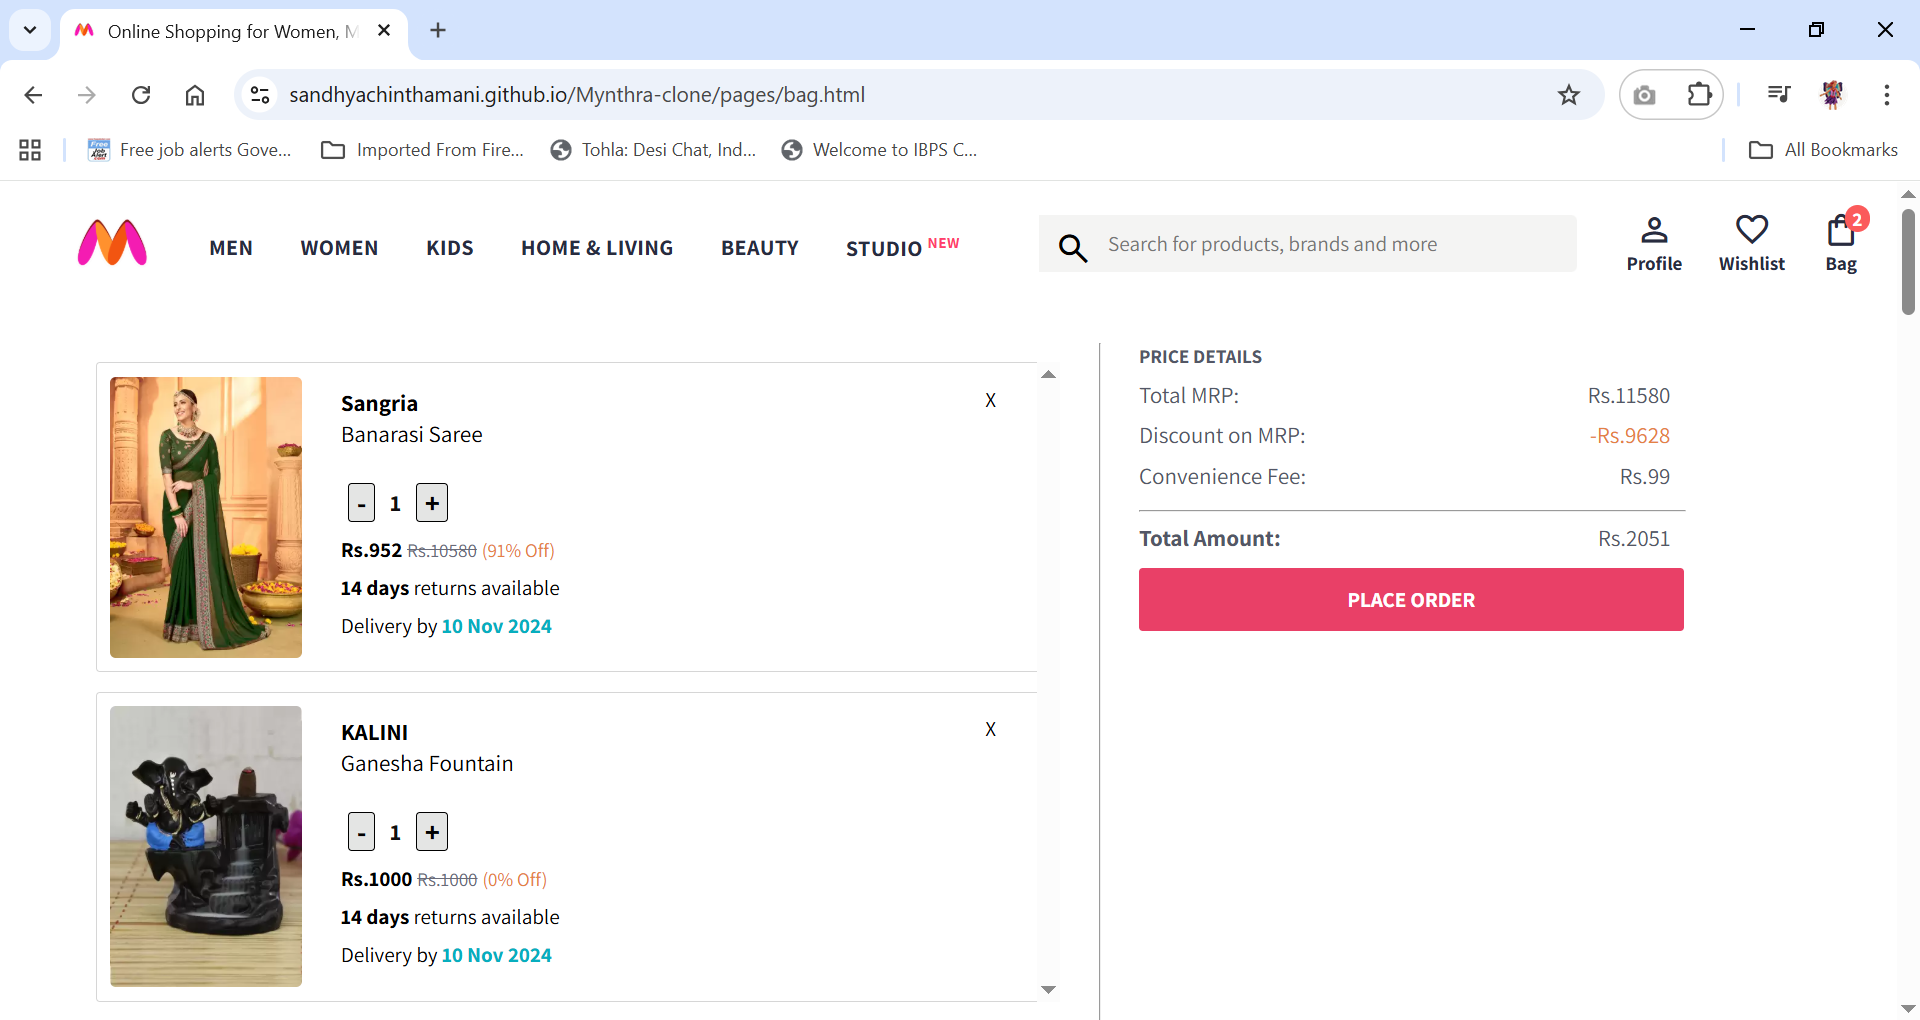 Online Shopping for Women, M
sandhyachinthamani.github.io/Mynthra-clone/pages/bag.html
Free job alerts Gove...
Imported From Fire...
Tohla: Desi Chat, Ind...
Welcome to IBPS C...
All Bookmarks
MEN
WOMEN
KIDS
HOME & LIVING
BEAUTY
STUDIO NEW
Search for products, brands and more
Profile
Wishlist
2
Bag
Sangria
X
Banarasi Saree
- 1 +
Rs.952 Rs.10580 (91% Off)
14 days returns available
Delivery by 10 Nov 2024
KALINI
X
Ganesha Fountain
- 1 +
Rs.1000 Rs.1000 (0% Off)
14 days returns available
Delivery by 10 Nov 2024
PRICE DETAILS
Total MRP: Rs.11580
Discount on MRP: -Rs.9628
Convenience Fee: Rs.99
Total Amount: Rs.2051
PLACE ORDER